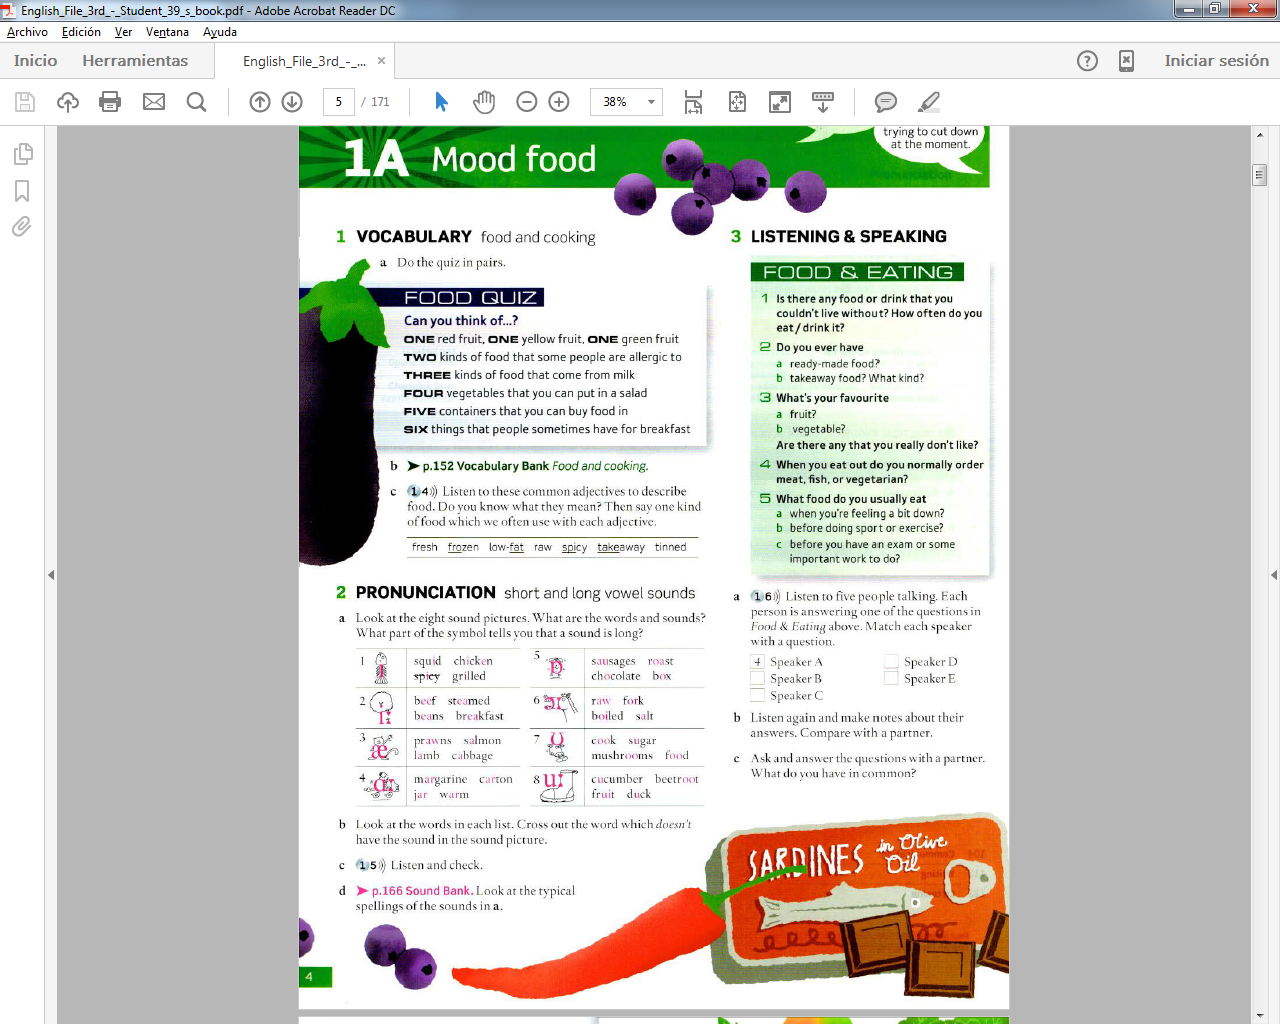 English_File_3rd_-_Student_39_s_book.pdf - Adobe Acrobat Reader DC
Archivo Edición Ver Ventana Ayuda
Inicio Herramientas English_File_3rd_-_... × Iniciar sesión
5 / 171 38%
trying to cut down
at the moment.
1A Mood food
1 VOCABULARY food and cooking
a Do the quiz in pairs.
FOOD QUIZ
Can you think of...?
ONE red fruit, ONE yellow fruit, ONE green fruit
TWO kinds of food that some people are allergic to
THREE kinds of food that come from milk
FOUR vegetables that you can put in a salad
FIVE containers that you can buy food in
SIX things that people sometimes have for breakfast
b ➤ p.152 Vocabulary Bank Food and cooking.
c 1 4)) Listen to these common adjectives to describe
food. Do you know what they mean? Then say one kind
of food which we often use with each adjective.
fresh frozen low-fat raw spicy takeaway tinned
2 PRONUNCIATION short and long vowel sounds
a Look at the eight sound pictures. What are the words and sounds?
What part of the symbol tells you that a sound is long?
1 squid chicken
spicy grilled
2 iː beef steamed
beans breakfast
3 æ prawns salmon
lamb cabbage
4 ɑː margarine carton
jar warm
5 ɒ sausages roast
chocolate box
6 ɔː raw fork
boiled salt
7 ʊ cook sugar
mushrooms food
8 uː cucumber beetroot
fruit duck
b Look at the words in each list. Cross out the word which doesn't
have the sound in the sound picture.
c 1 5)) Listen and check.
d ➤ p.166 Sound Bank. Look at the typical
spellings of the sounds in a.
4
3 LISTENING & SPEAKING
FOOD & EATING
1 Is there any food or drink that you
couldn't live without? How often do you
eat / drink it?
2 Do you ever have
a ready-made food?
b takeaway food? What kind?
3 What's your favourite
a fruit?
b vegetable?
Are there any that you really don't like?
4 When you eat out do you normally order
meat, fish, or vegetarian?
5 What food do you usually eat
a when you're feeling a bit down?
b before doing sport or exercise?
c before you have an exam or some
important work to do?
a 1 6)) Listen to five people talking. Each
person is answering one of the questions in
Food & Eating above. Match each speaker
with a question.
4 Speaker A Speaker D
Speaker B Speaker E
Speaker C
b Listen again and make notes about their
answers. Compare with a partner.
c Ask and answer the questions with a partner.
What do you have in common?
SARDINES in Olive
Oil